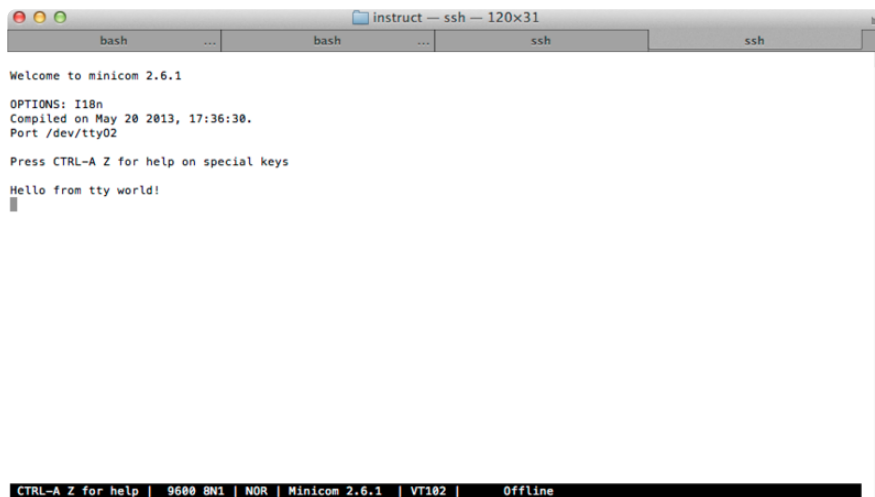 instruct — ssh — 120×31
bash ... bash ... ssh ssh
Welcome to minicom 2.6.1
OPTIONS: I18n
Compiled on May 20 2013, 17:36:30.
Port /dev/ttyO2
Press CTRL-A Z for help on special keys
Hello from tty world!
CTRL-A Z for help | 9600 8N1 | NOR | Minicom 2.6.1 | VT102 | Offline